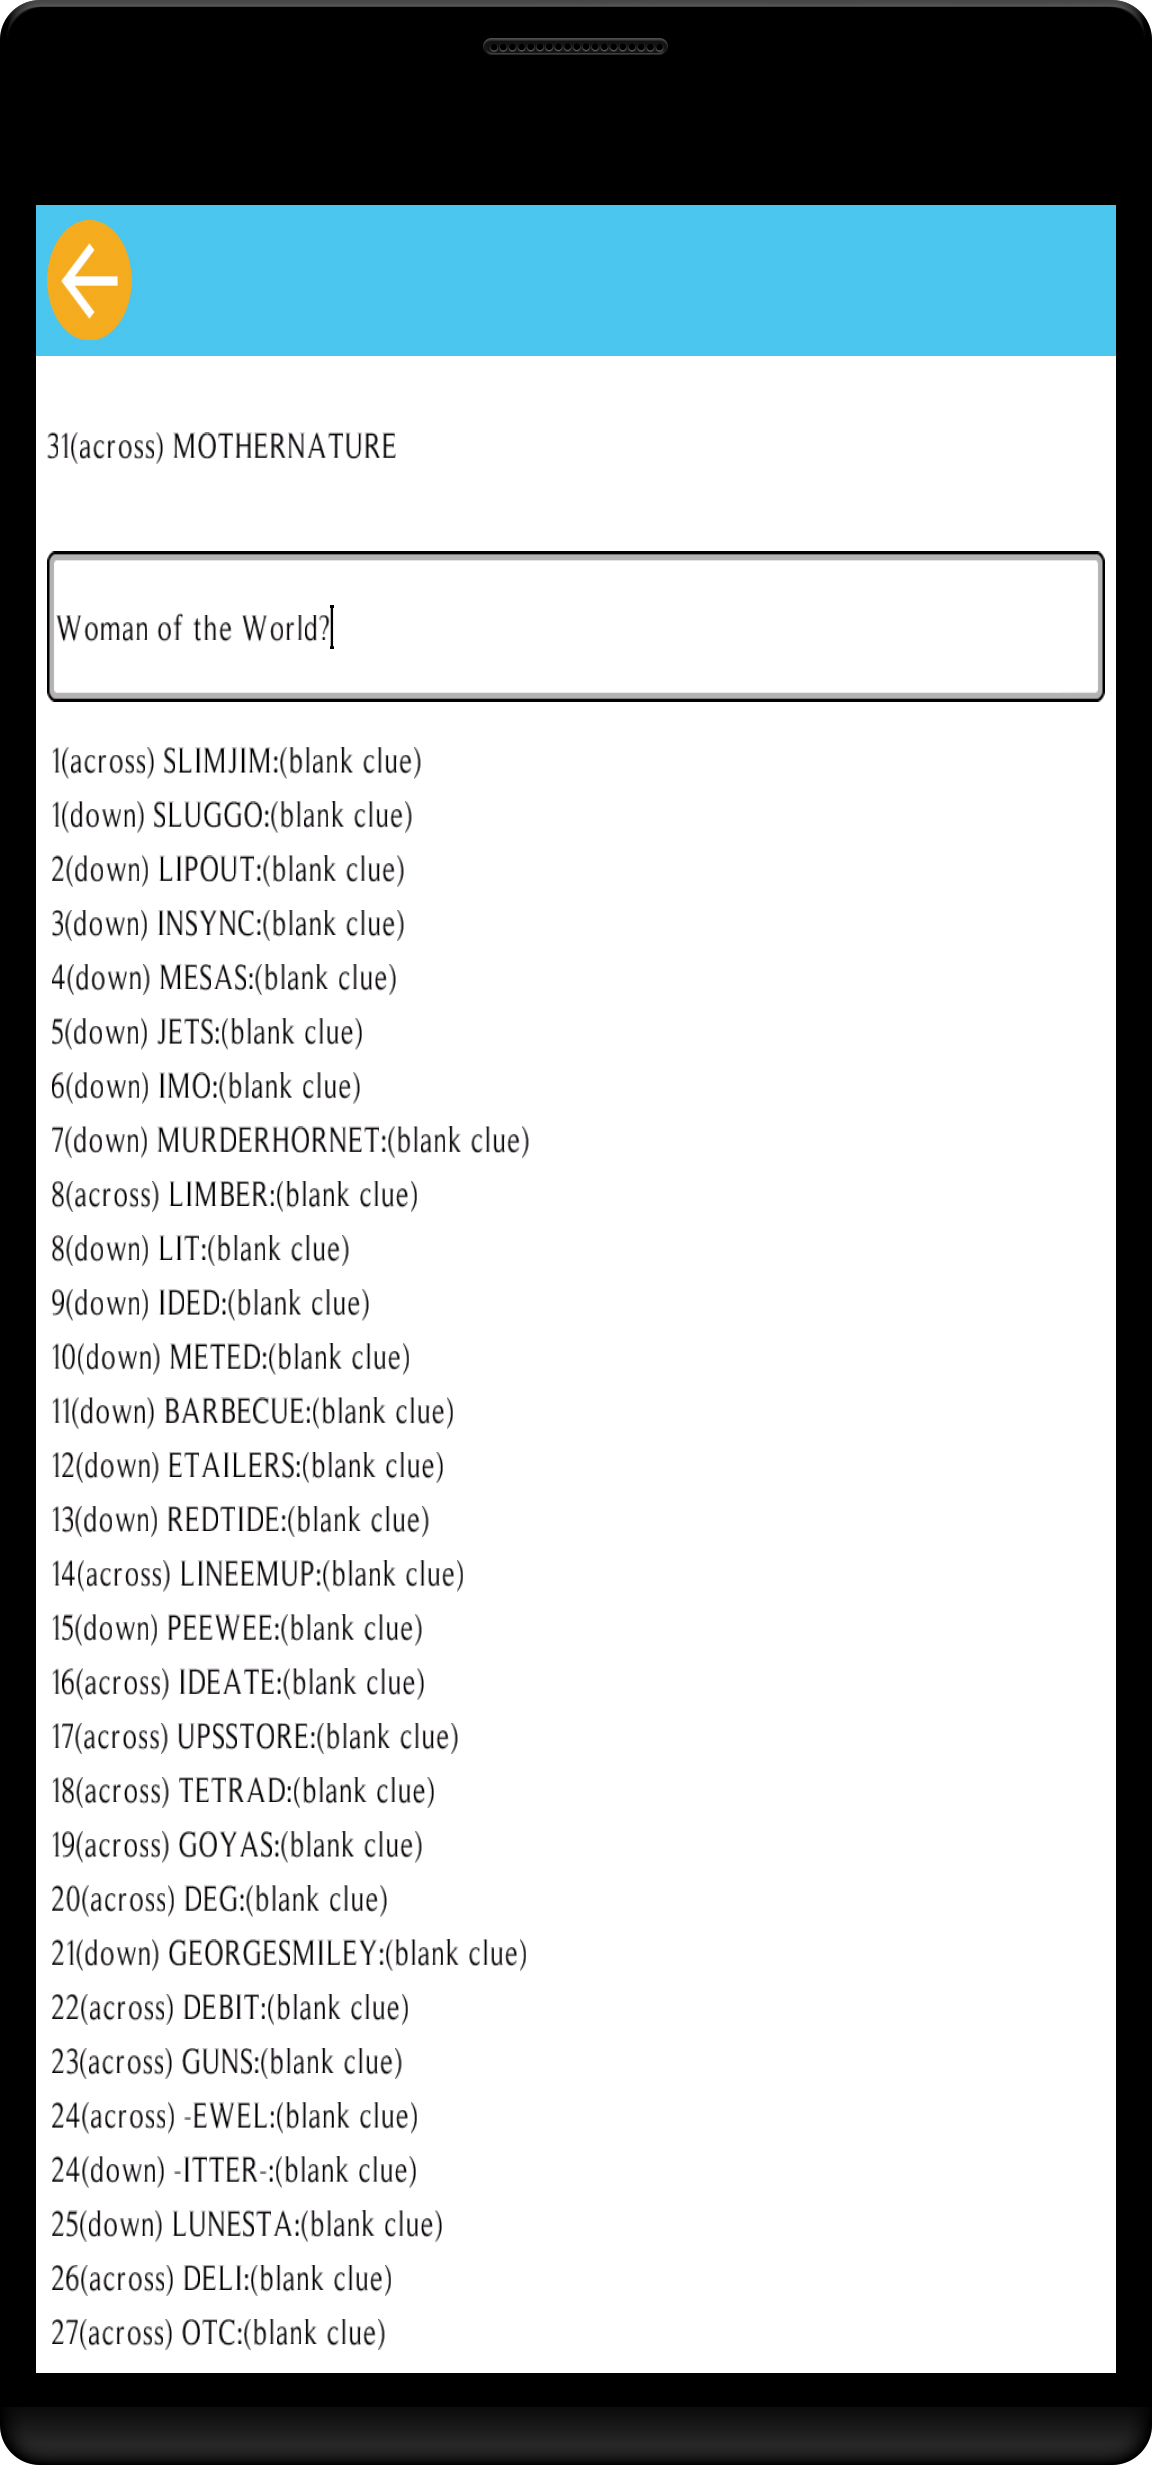 31(across) MOTHERNATURE
Woman of the World?
1(across) SLIMJIM:(blank clue)
1(down) SLUGGO:(blank clue)
2(down) LIPOUT:(blank clue)
3(down) INSYNC:(blank clue)
4(down) MESAS:(blank clue)
5(down) JETS:(blank clue)
6(down) IMO:(blank clue)
7(down) MURDERHORNET:(blank clue)
8(across) LIMBER:(blank clue)
8(down) LIT:(blank clue)
9(down) IDED:(blank clue)
10(down) METED:(blank clue)
11(down) BARBECUE:(blank clue)
12(down) ETAILERS:(blank clue)
13(down) REDTIDE:(blank clue)
14(across) LINEEMUP:(blank clue)
15(down) PEEWEE:(blank clue)
16(across) IDEATE:(blank clue)
17(across) UPSSTORE:(blank clue)
18(across) TETRAD:(blank clue)
19(across) GOYAS:(blank clue)
20(across) DEG:(blank clue)
21(down) GEORGESMILEY:(blank clue)
22(across) DEBIT:(blank clue)
23(across) GUNS:(blank clue)
24(across) -EWEL:(blank clue)
24(down) -ITTER-:(blank clue)
25(down) LUNESTA:(blank clue)
26(across) DELI:(blank clue)
27(across) OTC:(blank clue)